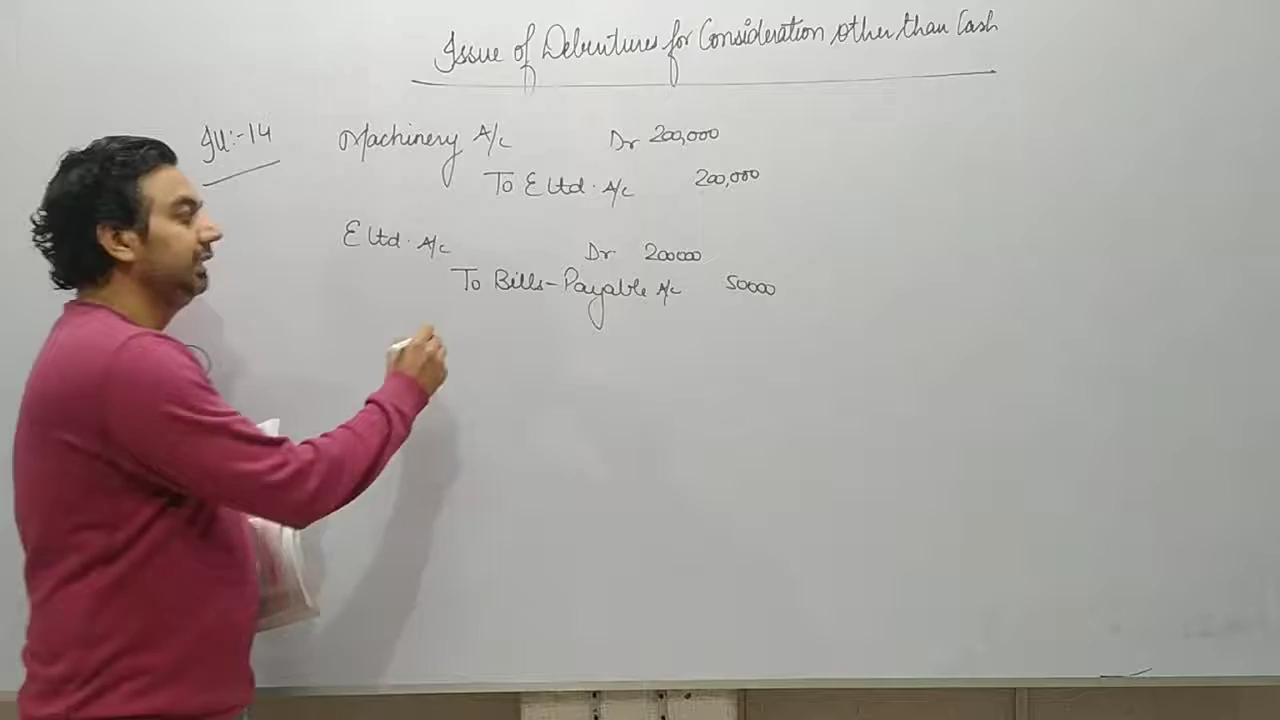 Issue of Debentures for Consideration other than Cash
Ill:-14
Machinery A/c Dr 200,000
To E Ltd. A/c 200,000
E Ltd. A/c Dr 200000
To Bills-Payable A/c 50000